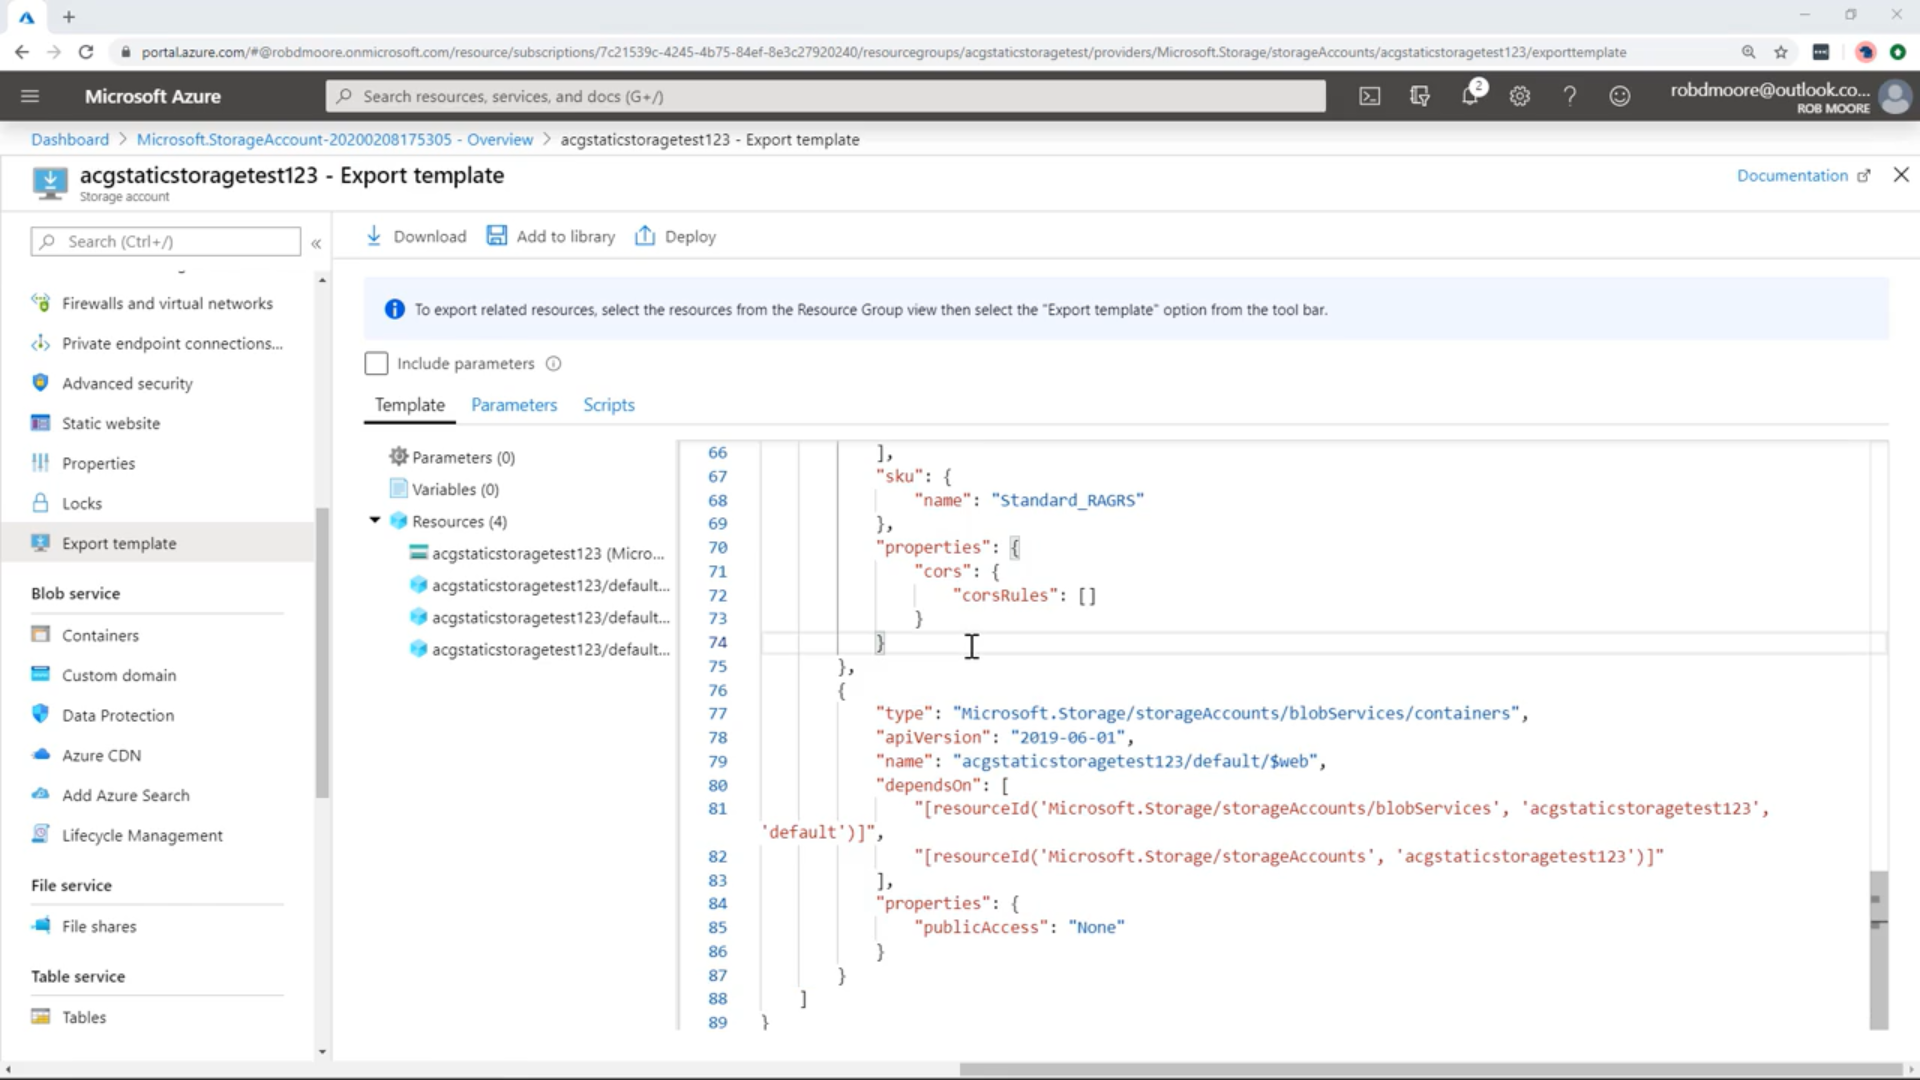 portal.azure.com/#@robdmoore.onmicrosoft.com/resource/subscriptions/7c21539c-4245-4b75-84ef-8e3c27920240/resourcegroups/acgstaticstoragetest/providers/Microsoft.Storage/storageAccounts/acgstaticstoragetest123/exporttemplate
Microsoft Azure
Search resources, services, and docs (G+/)
2
robdmoore@outlook.co...
ROB MOORE
Dashboard > Microsoft.StorageAccount-20200208175305 - Overview > acgstaticstoragetest123 - Export template
acgstaticstoragetest123 - Export template
Storage account
Documentation
Search (Ctrl+/)
«
Firewalls and virtual networks
Private endpoint connections...
Advanced security
Static website
Properties
Locks
Export template
Blob service
Containers
Custom domain
Data Protection
Azure CDN
Add Azure Search
Lifecycle Management
File service
File shares
Table service
Tables
Download
Add to library
Deploy
To export related resources, select the resources from the Resource Group view then select the "Export template" option from the tool bar.
Include parameters
Template
Parameters
Scripts
Parameters (0)
Variables (0)
Resources (4)
acgstaticstoragetest123 (Micro...
acgstaticstoragetest123/default...
acgstaticstoragetest123/default...
acgstaticstoragetest123/default...
66 ],
67 "sku": {
68 "name": "Standard_RAGRS"
69 },
70 "properties": {
71 "cors": {
72 "corsRules": []
73 }
74 }
75 },
76 {
77 "type": "Microsoft.Storage/storageAccounts/blobServices/containers",
78 "apiVersion": "2019-06-01",
79 "name": "acgstaticstoragetest123/default/$web",
80 "dependsOn": [
81 "[resourceId('Microsoft.Storage/storageAccounts/blobServices', 'acgstaticstoragetest123',
'default')]",
82 "[resourceId('Microsoft.Storage/storageAccounts', 'acgstaticstoragetest123')]"
83 ],
84 "properties": {
85 "publicAccess": "None"
86 }
87 }
88 ]
89 }